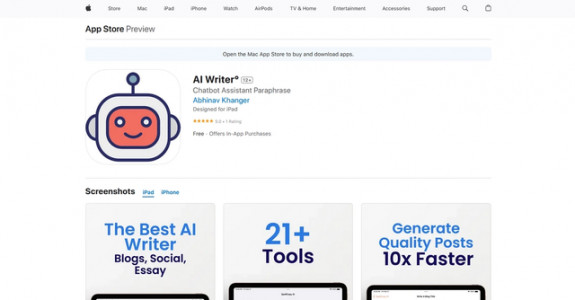 Store Mac iPad iPhone Watch AirPods TV & Home Entertainment Accessories Support
App Store Preview
Open the Mac App Store to buy and download apps.
AI Writer° 12+
Chatbot Assistant Paraphrase
Abhinav Khanger
Designed for iPad
★★★★★ 5.0 • 1 Rating
Free · Offers In-App Purchases
Screenshots iPad iPhone
The Best AI
Writer
Blogs, Social,
Essay
21+
Tools
Generate
Quality Posts
10x Faster